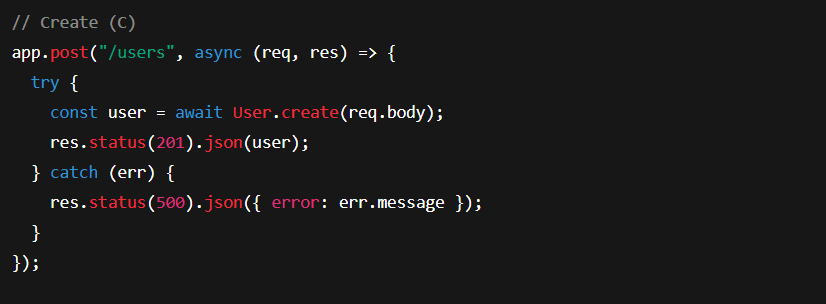 // Create (C)
app.post("/users", async (req, res) => {
  try {
    const user = await User.create(req.body);
    res.status(201).json(user);
  } catch (err) {
    res.status(500).json({ error: err.message });
  }
});